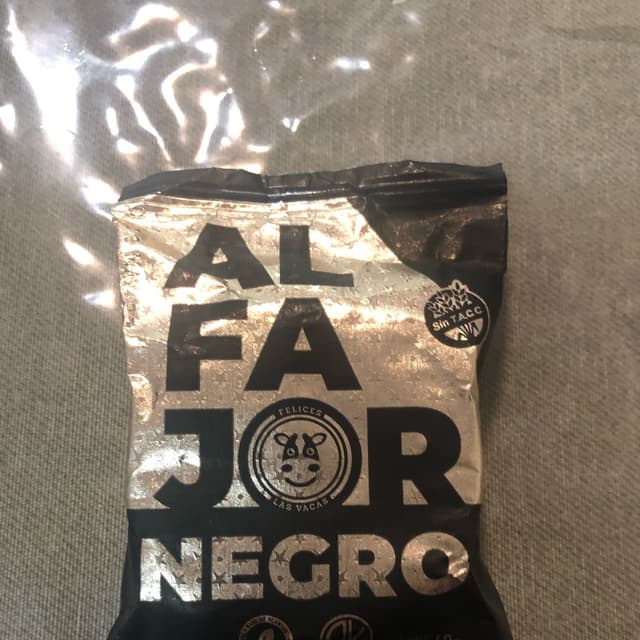 AL
FA
JOR
FELICES
LAS VACAS
NEGRO
Sin T.A.C.C.